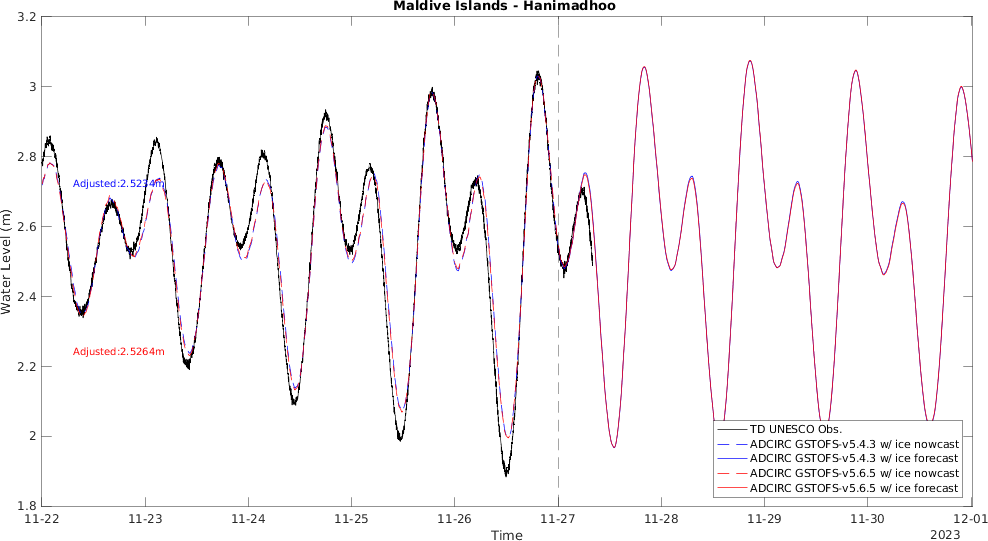 Maldive Islands - Hanimadhoo
3.2
3
2.8
2.6
2.4
2.2
2
1.8
Water Level (m)
Adjusted:2.5234m
Adjusted:2.5264m
TD UNESCO Obs.
ADCIRC GSTOFS-v5.4.3 w/ ice nowcast
ADCIRC GSTOFS-v5.4.3 w/ ice forecast
ADCIRC GSTOFS-v5.6.5 w/ ice nowcast
ADCIRC GSTOFS-v5.6.5 w/ ice forecast
11-22 11-23 11-24 11-25 11-26 11-27 11-28 11-29 11-30 12-01
Time
2023